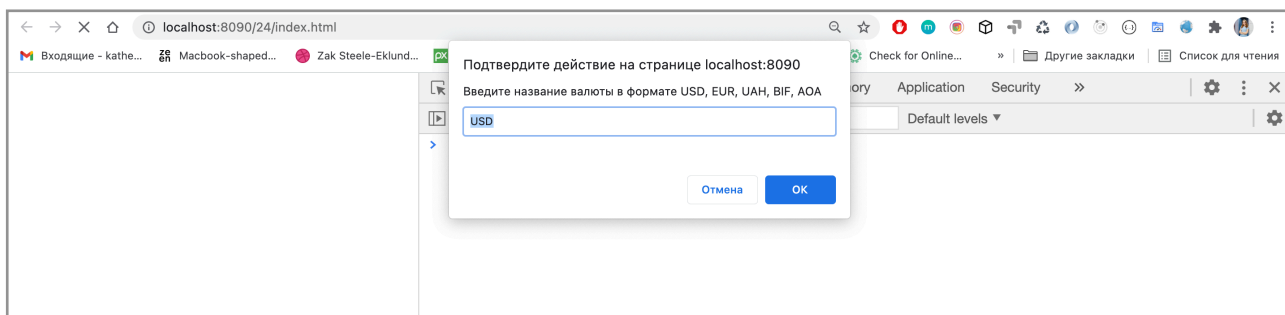 localhost:8090/24/index.html
Входящие - kathe...
Macbook-shaped...
Zak Steele-Eklund...
px
Check for Online...
»
Другие закладки
Список для чтения
Подтвердите действие на странице localhost:8090
Введите название валюты в формате USD, EUR, UAH, BIF, AOA
USD
Отмена
ОК
ory
Application
Security
»
Default levels ▼
>